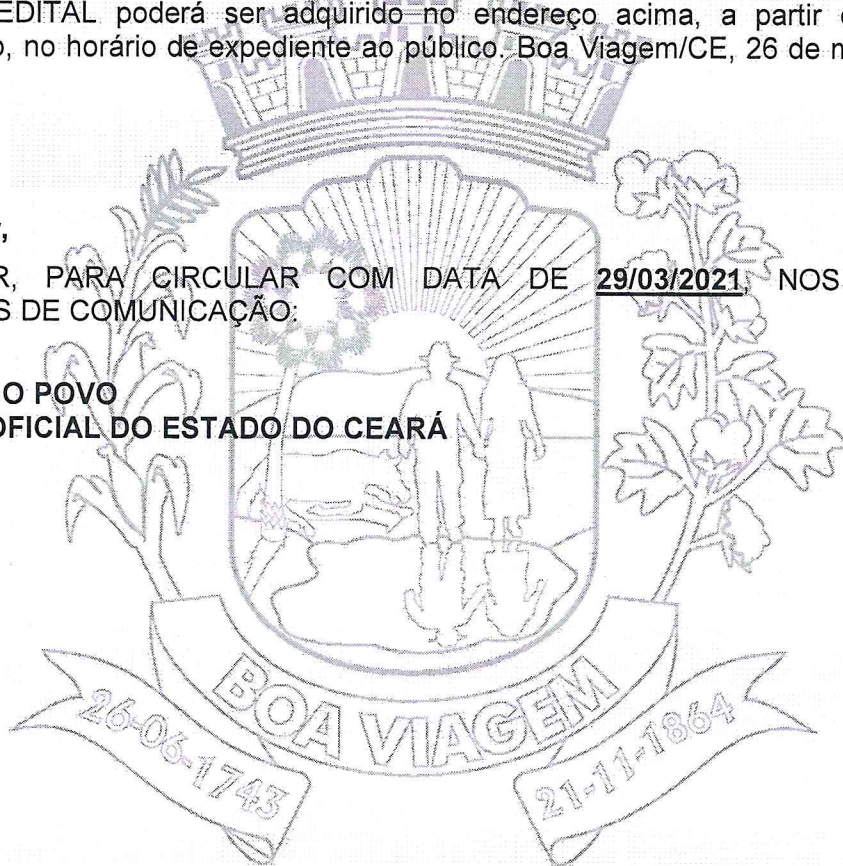 EDITAL poderá ser adquirido no endereço acima, a partir
, no horário de expediente ao público. Boa Viagem/CE, 26 de
PARA CIRCULAR COM DATA DE 29/03/2021, NOS
DE COMUNICAÇÃO:
O POVO
OFICIAL DO ESTADO DO CEARÁ
BOA VIAGEM
26-06-1743
21-11-1864